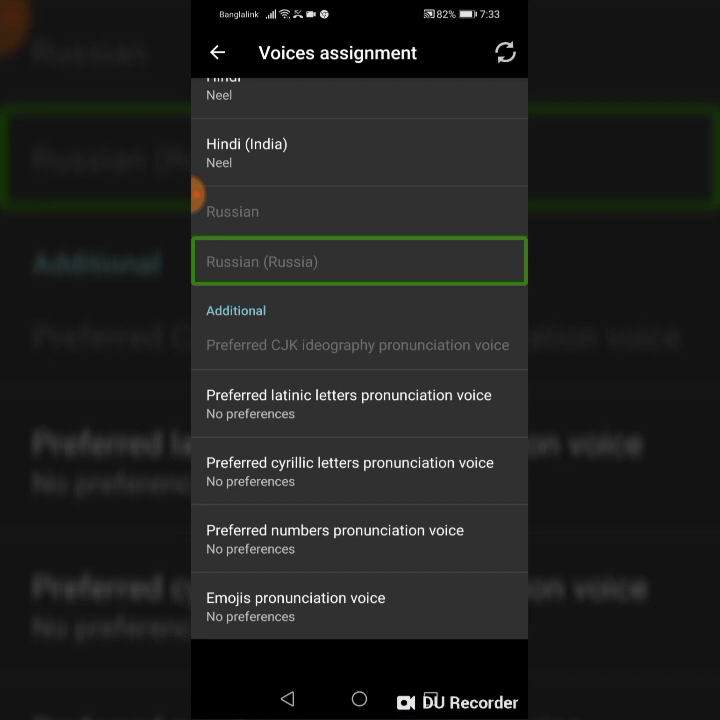 Banglalink 82% 7:33
Voices assignment
Hindi
Neel
Hindi (India)
Neel
Russian
Russian (Russia)
Additional
Preferred CJK ideography pronunciation voice
Preferred latinic letters pronunciation voice
No preferences
Preferred cyrillic letters pronunciation voice
No preferences
Preferred numbers pronunciation voice
No preferences
Emojis pronunciation voice
No preferences
DU Recorder